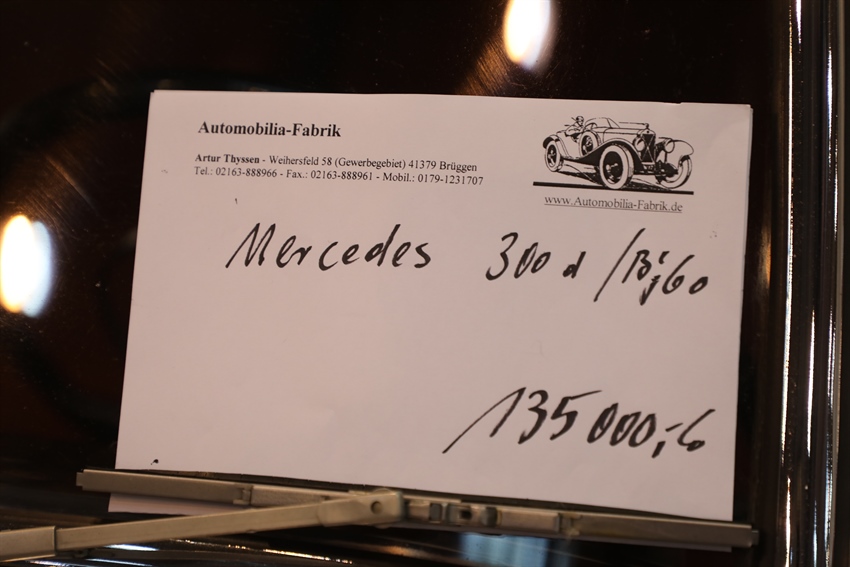 Automobilia-Fabrik
Artur Thyssen - Weihersfeld 58 (Gewerbegebiet) 41379 Brüggen
Tel.: 02163-888966 - Fax.: 02163-888961 - Mobil.: 0179-1231707
www.Automobilia-Fabrik.de
Mercedes 300 d /Bj 60
135 000,-€